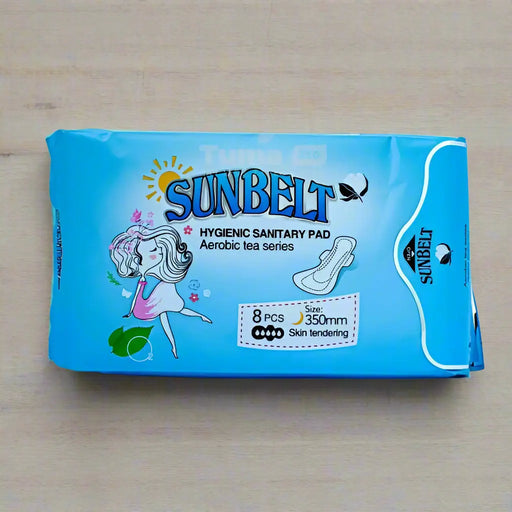 SUNBELT
HYGIENIC SANITARY PAD
Aerobic tea series
8 PCS
Size:
350mm
Skin tendering
SUNBELT